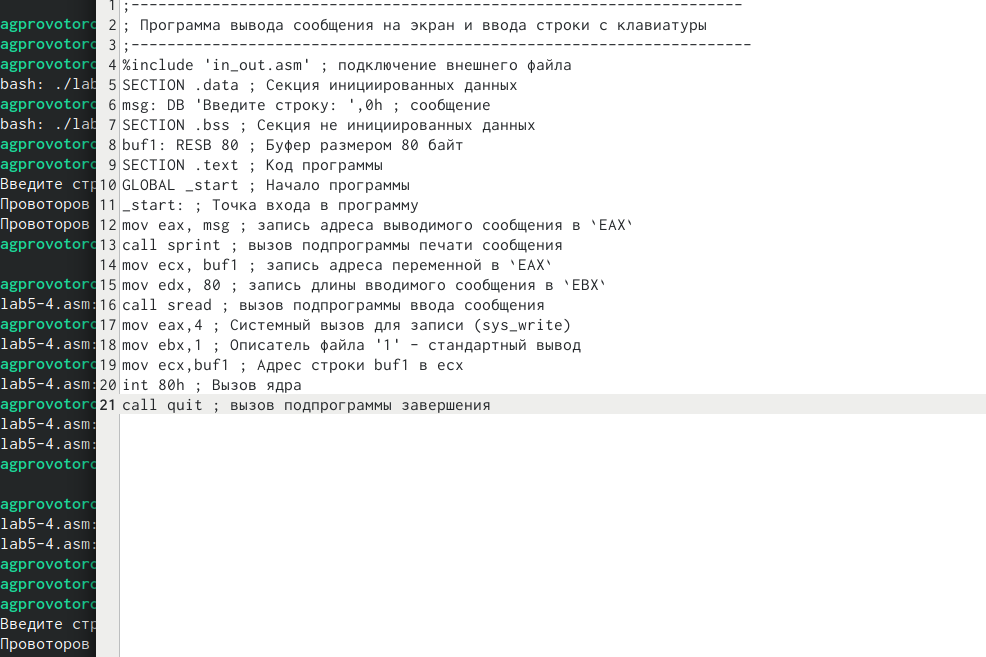 agprovotoro
agprovotoro
agprovotoro
bash: ./lab
agprovotoro
bash: ./lab
agprovotoro
agprovotoro
Введите стр
Провоторов
Провоторов
agprovotoro
agprovotoro
lab5-4.asm:
agprovotoro
lab5-4.asm:
agprovotoro
lab5-4.asm:
agprovotoro
lab5-4.asm:
lab5-4.asm:
agprovotoro
agprovotoro
lab5-4.asm:
lab5-4.asm:
agprovotoro
agprovotoro
agprovotoro
Введите стр
Провоторов
1 ;--------------------------------------------------------------------
2 ; Программа вывода сообщения на экран и ввода строки с клавиатуры
3 ;---------------------------------------------------------------------
4 %include 'in_out.asm' ; подключение внешнего файла
5 SECTION .data ; Секция инициированных данных
6 msg: DB 'Введите строку: ',0h ; сообщение
7 SECTION .bss ; Секция не инициированных данных
8 buf1: RESB 80 ; Буфер размером 80 байт
9 SECTION .text ; Код программы
10 GLOBAL _start ; Начало программы
11 _start: ; Точка входа в программу
12 mov eax, msg ; запись адреса выводимого сообщения в `EAX`
13 call sprint ; вызов подпрограммы печати сообщения
14 mov ecx, buf1 ; запись адреса переменной в `EAX`
15 mov edx, 80 ; запись длины вводимого сообщения в `EBX`
16 call sread ; вызов подпрограммы ввода сообщения
17 mov eax,4 ; Системный вызов для записи (sys_write)
18 mov ebx,1 ; Описатель файла '1' - стандартный вывод
19 mov ecx,buf1 ; Адрес строки buf1 в ecx
20 int 80h ; Вызов ядра
21 call quit ; вызов подпрограммы завершения